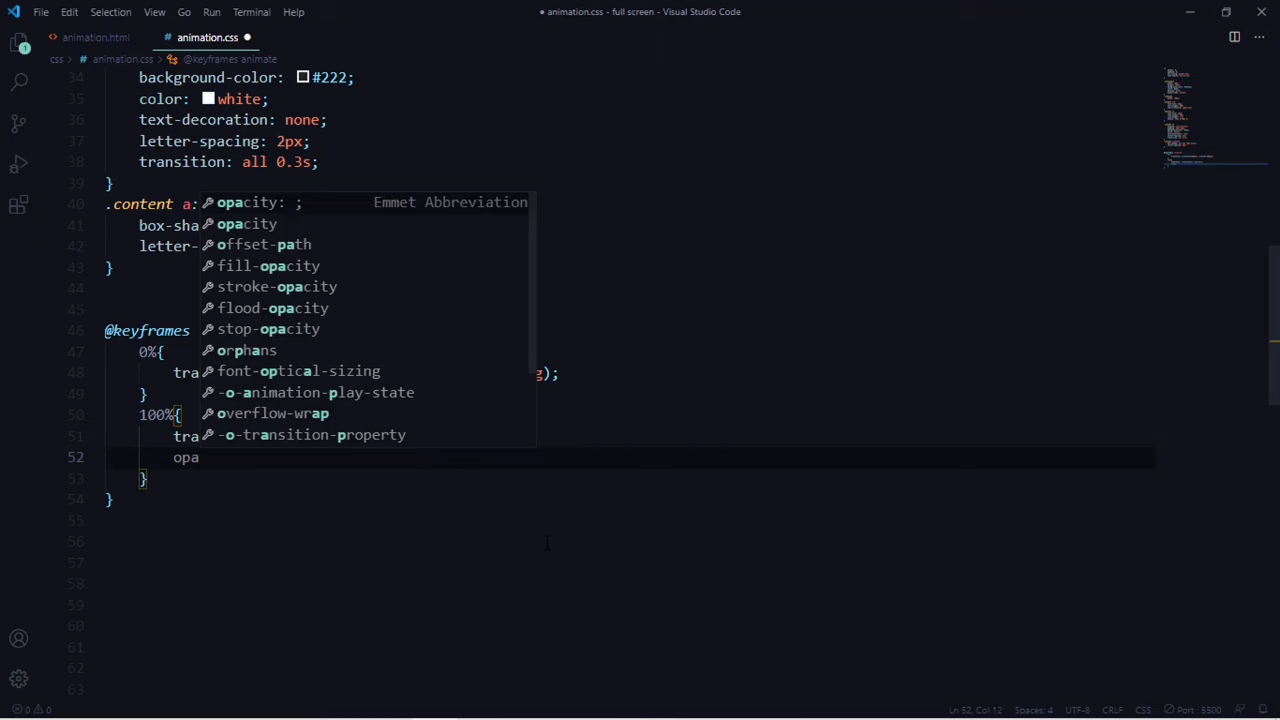 File Edit Selection View Go Run Terminal Help
● animation.css - full screen - Visual Studio Code
animation.html # animation.css ●
css > # animation.css > @keyframes animate
34 background-color: #222;
35 color: white;
36 text-decoration: none;
37 letter-spacing: 2px;
38 transition: all 0.3s;
39 }
40 .content a:
41 box-sha
42 letter-
43 }
44
45
46 @keyframes
47 0%{
48 tra g);
49 }
50 100%{
51 tra
52 opa
53 }
54 }
55
56
57
58
59
60
61
62
63
opacity: ; Emmet Abbreviation
opacity
offset-path
fill-opacity
stroke-opacity
flood-opacity
stop-opacity
orphans
font-optical-sizing
-o-animation-play-state
overflow-wrap
-o-transition-property
1
0 0 Ln 52, Col 12 Spaces: 4 UTF-8 CRLF CSS Port : 5500